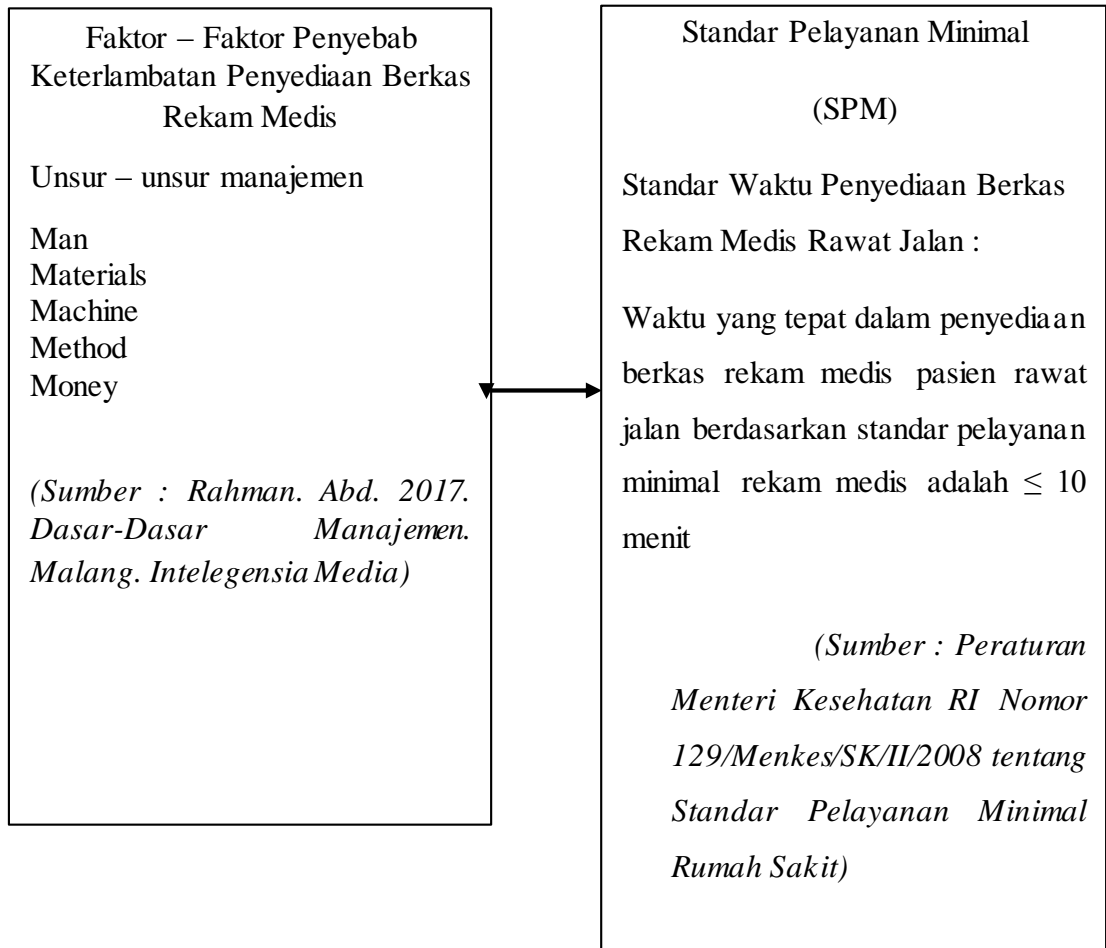 Faktor – Faktor Penyebab
Keterlambatan Penyediaan Berkas
Rekam Medis
Unsur – unsur manajemen
Man
Materials
Machine
Method
Money
(Sumber : Rahman. Abd. 2017.
Dasar-Dasar Manajemen.
Malang. Intelegensia Media)
Standar Pelayanan Minimal
(SPM)
Standar Waktu Penyediaan Berkas
Rekam Medis Rawat Jalan :
Waktu yang tepat dalam penyediaan
berkas rekam medis pasien rawat
jalan berdasarkan standar pelayanan
minimal rekam medis adalah ≤ 10
menit
(Sumber : Peraturan
Menteri Kesehatan RI Nomor
129/Menkes/SK/II/2008 tentang
Standar Pelayanan Minimal
Rumah Sakit)